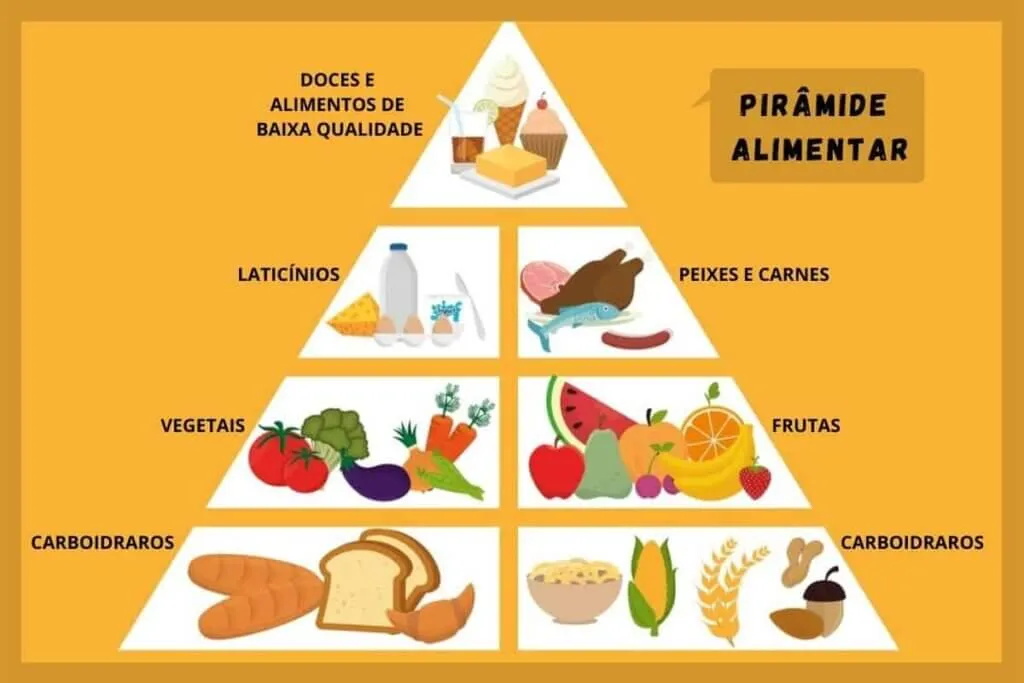 DOCES E
ALIMENTOS DE
BAIXA QUALIDADE
PIRÂMIDE
ALIMENTAR
LATICÍNIOS
PEIXES E CARNES
VEGETAIS
FRUTAS
CARBOIDRAROS
CARBOIDRAROS